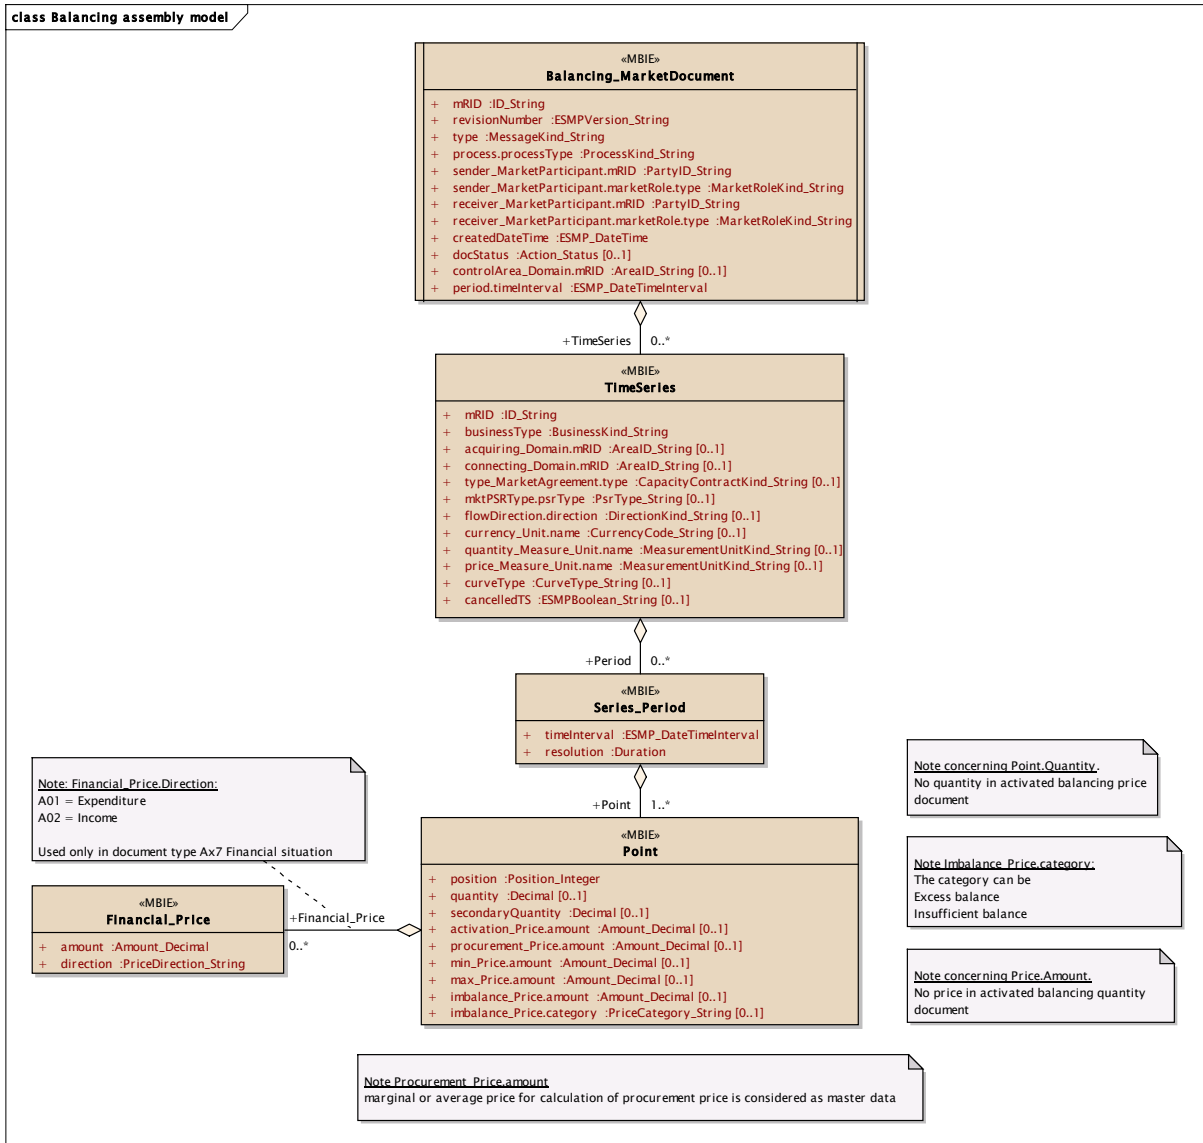 class Balancing assembly model
«MBIE»
Balancing_MarketDocument
+ mRID :ID_String
+ revisionNumber :ESMPVersion_String
+ type :MessageKind_String
+ process.processType :ProcessKind_String
+ sender_MarketParticipant.mRID :PartyID_String
+ sender_MarketParticipant.marketRole.type :MarketRoleKind_String
+ receiver_MarketParticipant.mRID :PartyID_String
+ receiver_MarketParticipant.marketRole.type :MarketRoleKind_String
+ createdDateTime :ESMP_DateTime
+ docStatus :Action_Status [0..1]
+ controlArea_Domain.mRID :AreaID_String [0..1]
+ period.timeInterval :ESMP_DateTimeInterval
+TimeSeries 0..*
«MBIE»
TimeSeries
+ mRID :ID_String
+ businessType :BusinessKind_String
+ acquiring_Domain.mRID :AreaID_String [0..1]
+ connecting_Domain.mRID :AreaID_String [0..1]
+ type_MarketAgreement.type :CapacityContractKind_String [0..1]
+ mktPSRType.psrType :PsrType_String [0..1]
+ flowDirection.direction :DirectionKind_String [0..1]
+ currency_Unit.name :CurrencyCode_String [0..1]
+ quantity_Measure_Unit.name :MeasurementUnitKind_String [0..1]
+ price_Measure_Unit.name :MeasurementUnitKind_String [0..1]
+ curveType :CurveType_String [0..1]
+ cancelledTS :ESMPBoolean_String [0..1]
+Period 0..*
«MBIE»
Series_Period
+ timeInterval :ESMP_DateTimeInterval
+ resolution :Duration
+Point 1..*
Note: Financial_Price.Direction:
A01 = Expenditure
A02 = Income
Used only in document type Ax7 Financial situation
«MBIE»
Financial_Price
+ amount :Amount_Decimal
+ direction :PriceDirection_String
+Financial_Price
0..*
«MBIE»
Point
+ position :Position_Integer
+ quantity :Decimal [0..1]
+ secondaryQuantity :Decimal [0..1]
+ activation_Price.amount :Amount_Decimal [0..1]
+ procurement_Price.amount :Amount_Decimal [0..1]
+ min_Price.amount :Amount_Decimal [0..1]
+ max_Price.amount :Amount_Decimal [0..1]
+ imbalance_Price.amount :Amount_Decimal [0..1]
+ imbalance_Price.category :PriceCategory_String [0..1]
Note concerning Point.Quantity.
No quantity in activated balancing price
document
Note Imbalance_Price.category:
The category can be
Excess balance
Insufficient balance
Note concerning Price.Amount.
No price in activated balancing quantity
document
Note Procurement_Price.amount
marginal or average price for calculation of procurement price is considered as master data